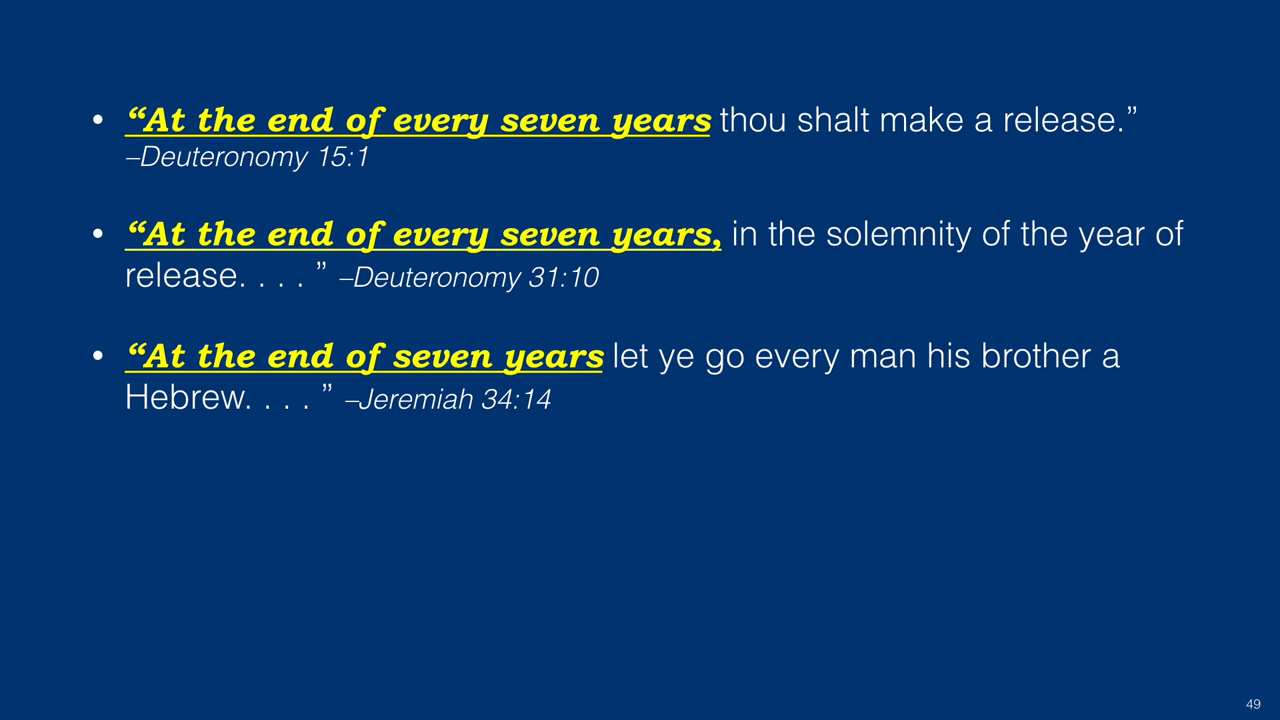 • “At the end of every seven years thou shalt make a release.”
–Deuteronomy 15:1
• “At the end of every seven years, in the solemnity of the year of
release. . . . ” –Deuteronomy 31:10
• “At the end of seven years let ye go every man his brother a
Hebrew. . . . ” –Jeremiah 34:14
49